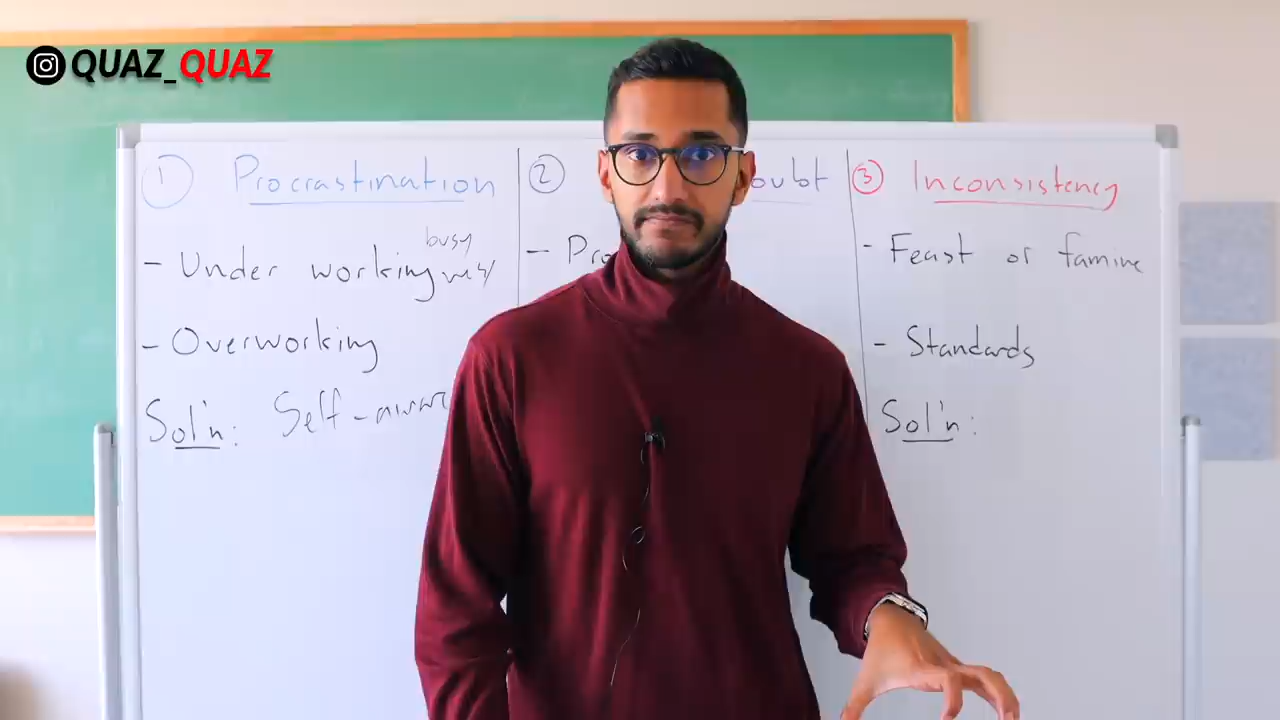 QUAZ_QUAZ
① Procrastination
- Under working busy
- Overworking
Sol'n: Self-aware
② oubt
- Pro
③ Inconsistency
- Feast or famine
- Standards
Sol'n: